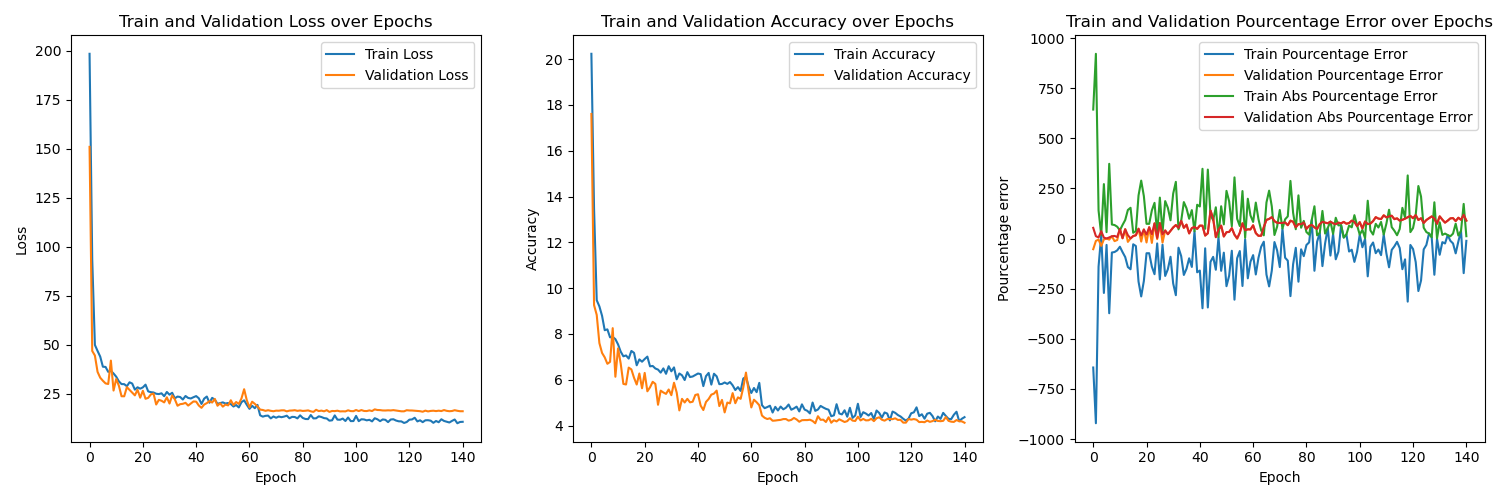 Train and Validation Loss over Epochs
Train Loss
Validation Loss
200
175
150
125
100
75
50
25
Loss
0 20 40 60 80 100 120 140
Epoch
Train and Validation Accuracy over Epochs
Train Accuracy
Validation Accuracy
20
18
16
14
12
10
8
6
4
Accuracy
0 20 40 60 80 100 120 140
Epoch
Train and Validation Pourcentage Error over Epochs
Train Pourcentage Error
Validation Pourcentage Error
Train Abs Pourcentage Error
Validation Abs Pourcentage Error
1000
750
500
250
0
−250
−500
−750
−1000
Pourcentage error
0 20 40 60 80 100 120 140
Epoch